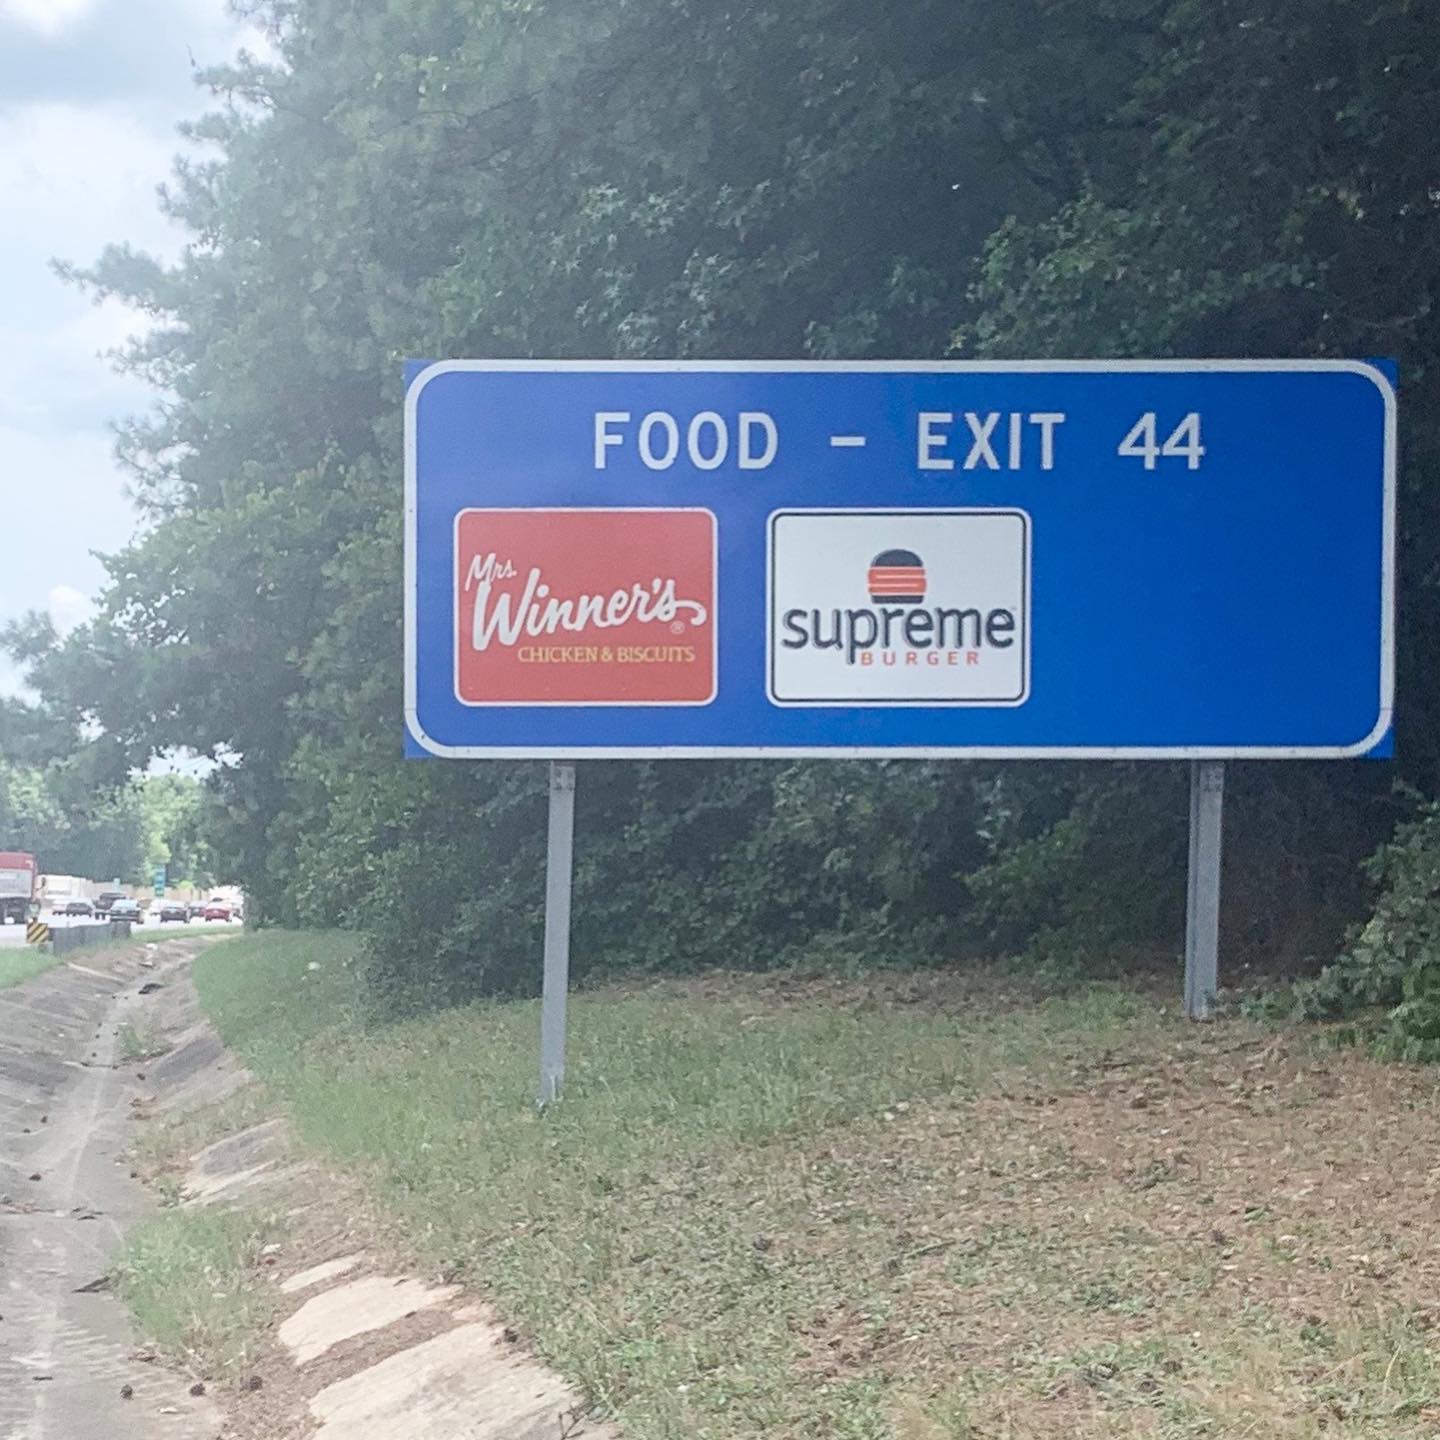 FOOD - EXIT 44
Mrs.
Winner's®
CHICKEN & BISCUITS
supreme
BURGER